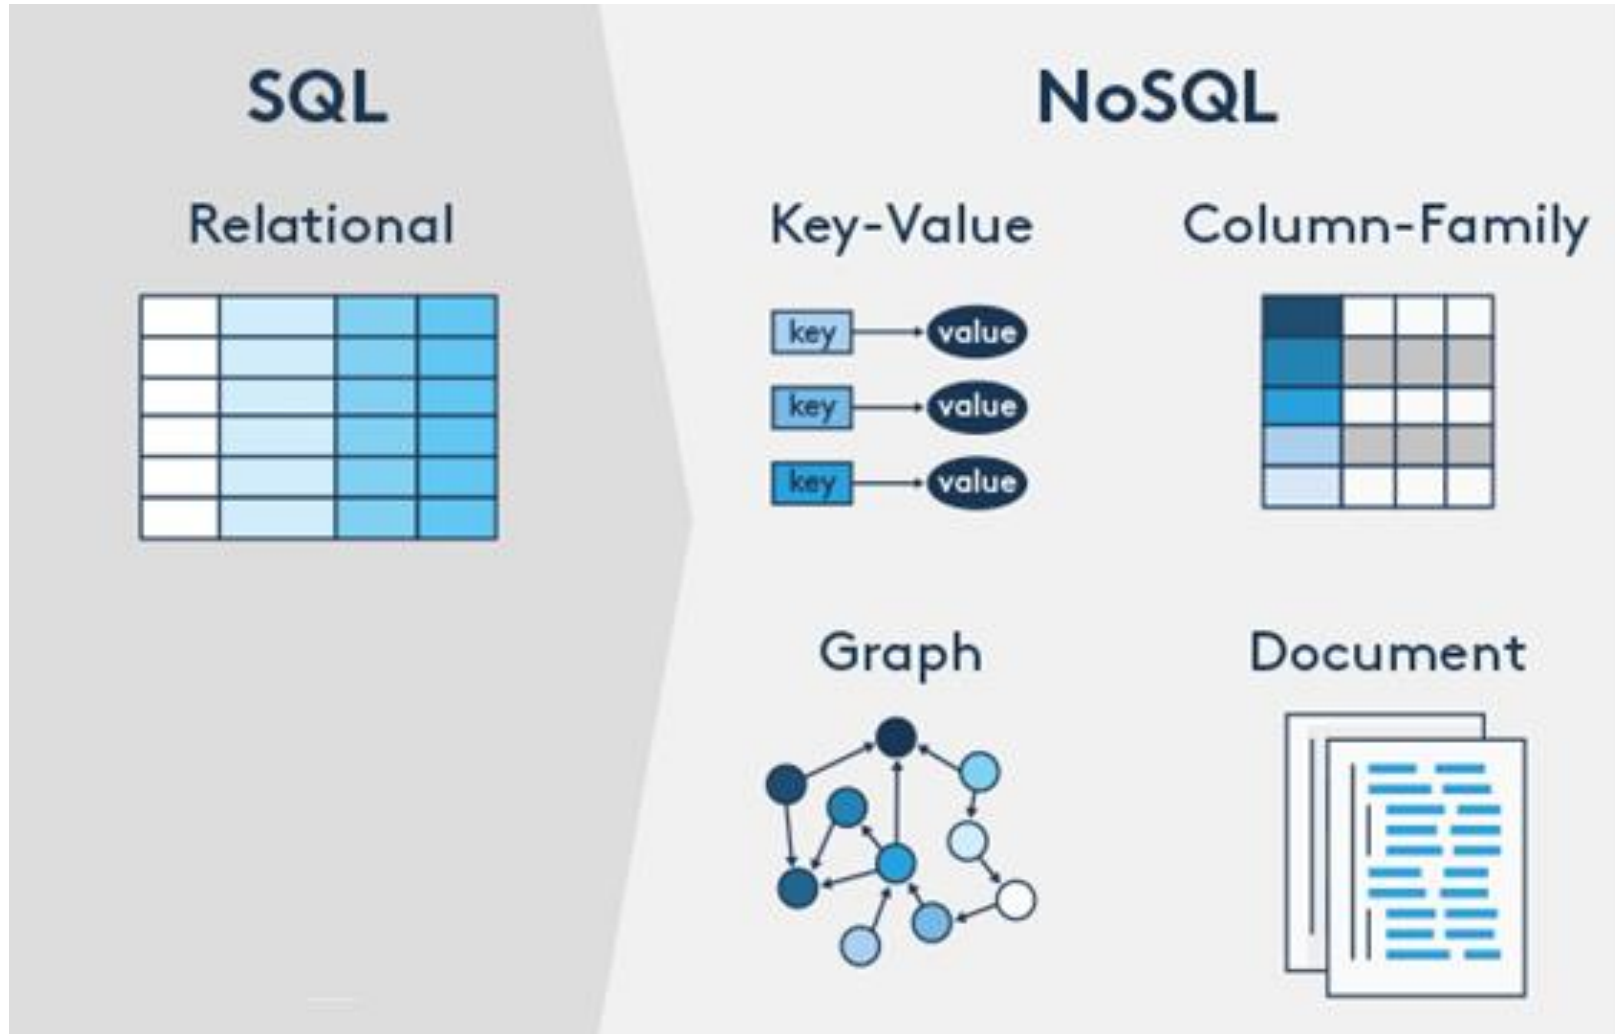 SQL
NoSQL
Relational
Key-Value
Column-Family
key
value
key
value
key
value
Graph
Document